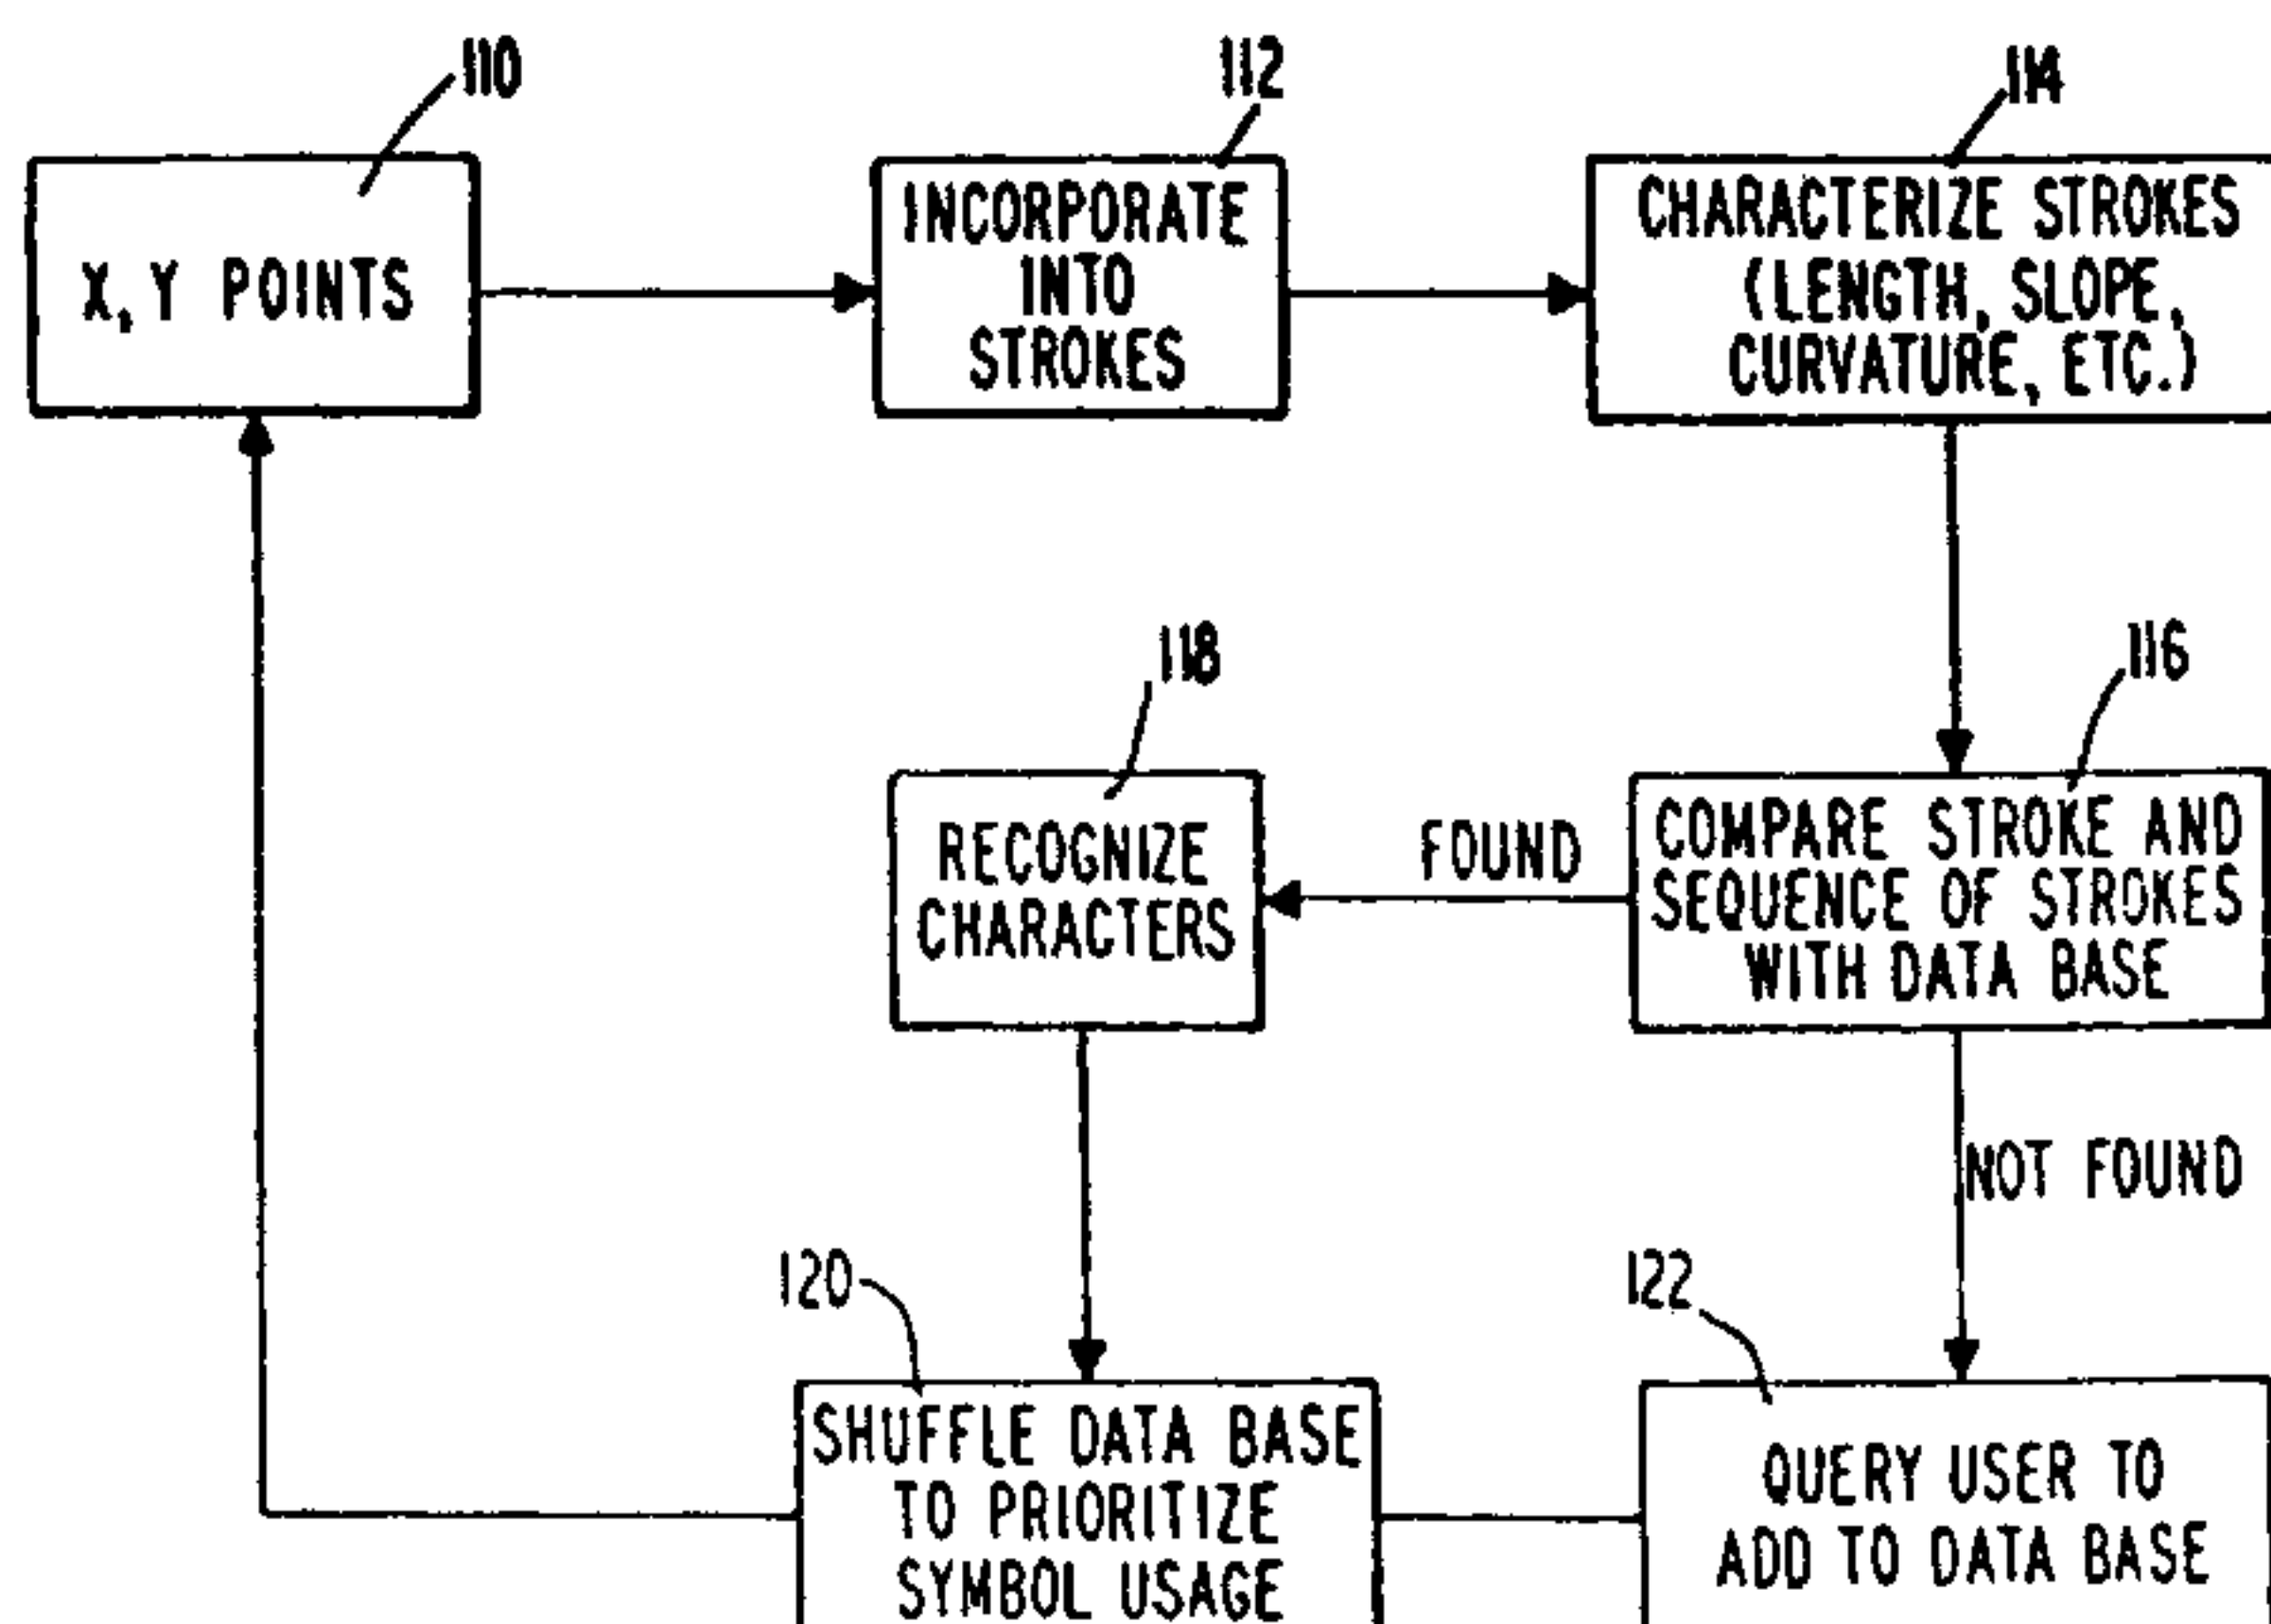 110
X, Y POINTS
112
INCORPORATE
INTO
STROKES
114
CHARACTERIZE STROKES
(LENGTH, SLOPE,
CURVATURE, ETC.)
118
RECOGNIZE
CHARACTERS
FOUND
116
COMPARE STROKE AND
SEQUENCE OF STROKES
WITH DATA BASE
NOT FOUND
120
SHUFFLE DATA BASE
TO PRIORITIZE
SYMBOL USAGE
122
QUERY USER TO
ADD TO DATA BASE